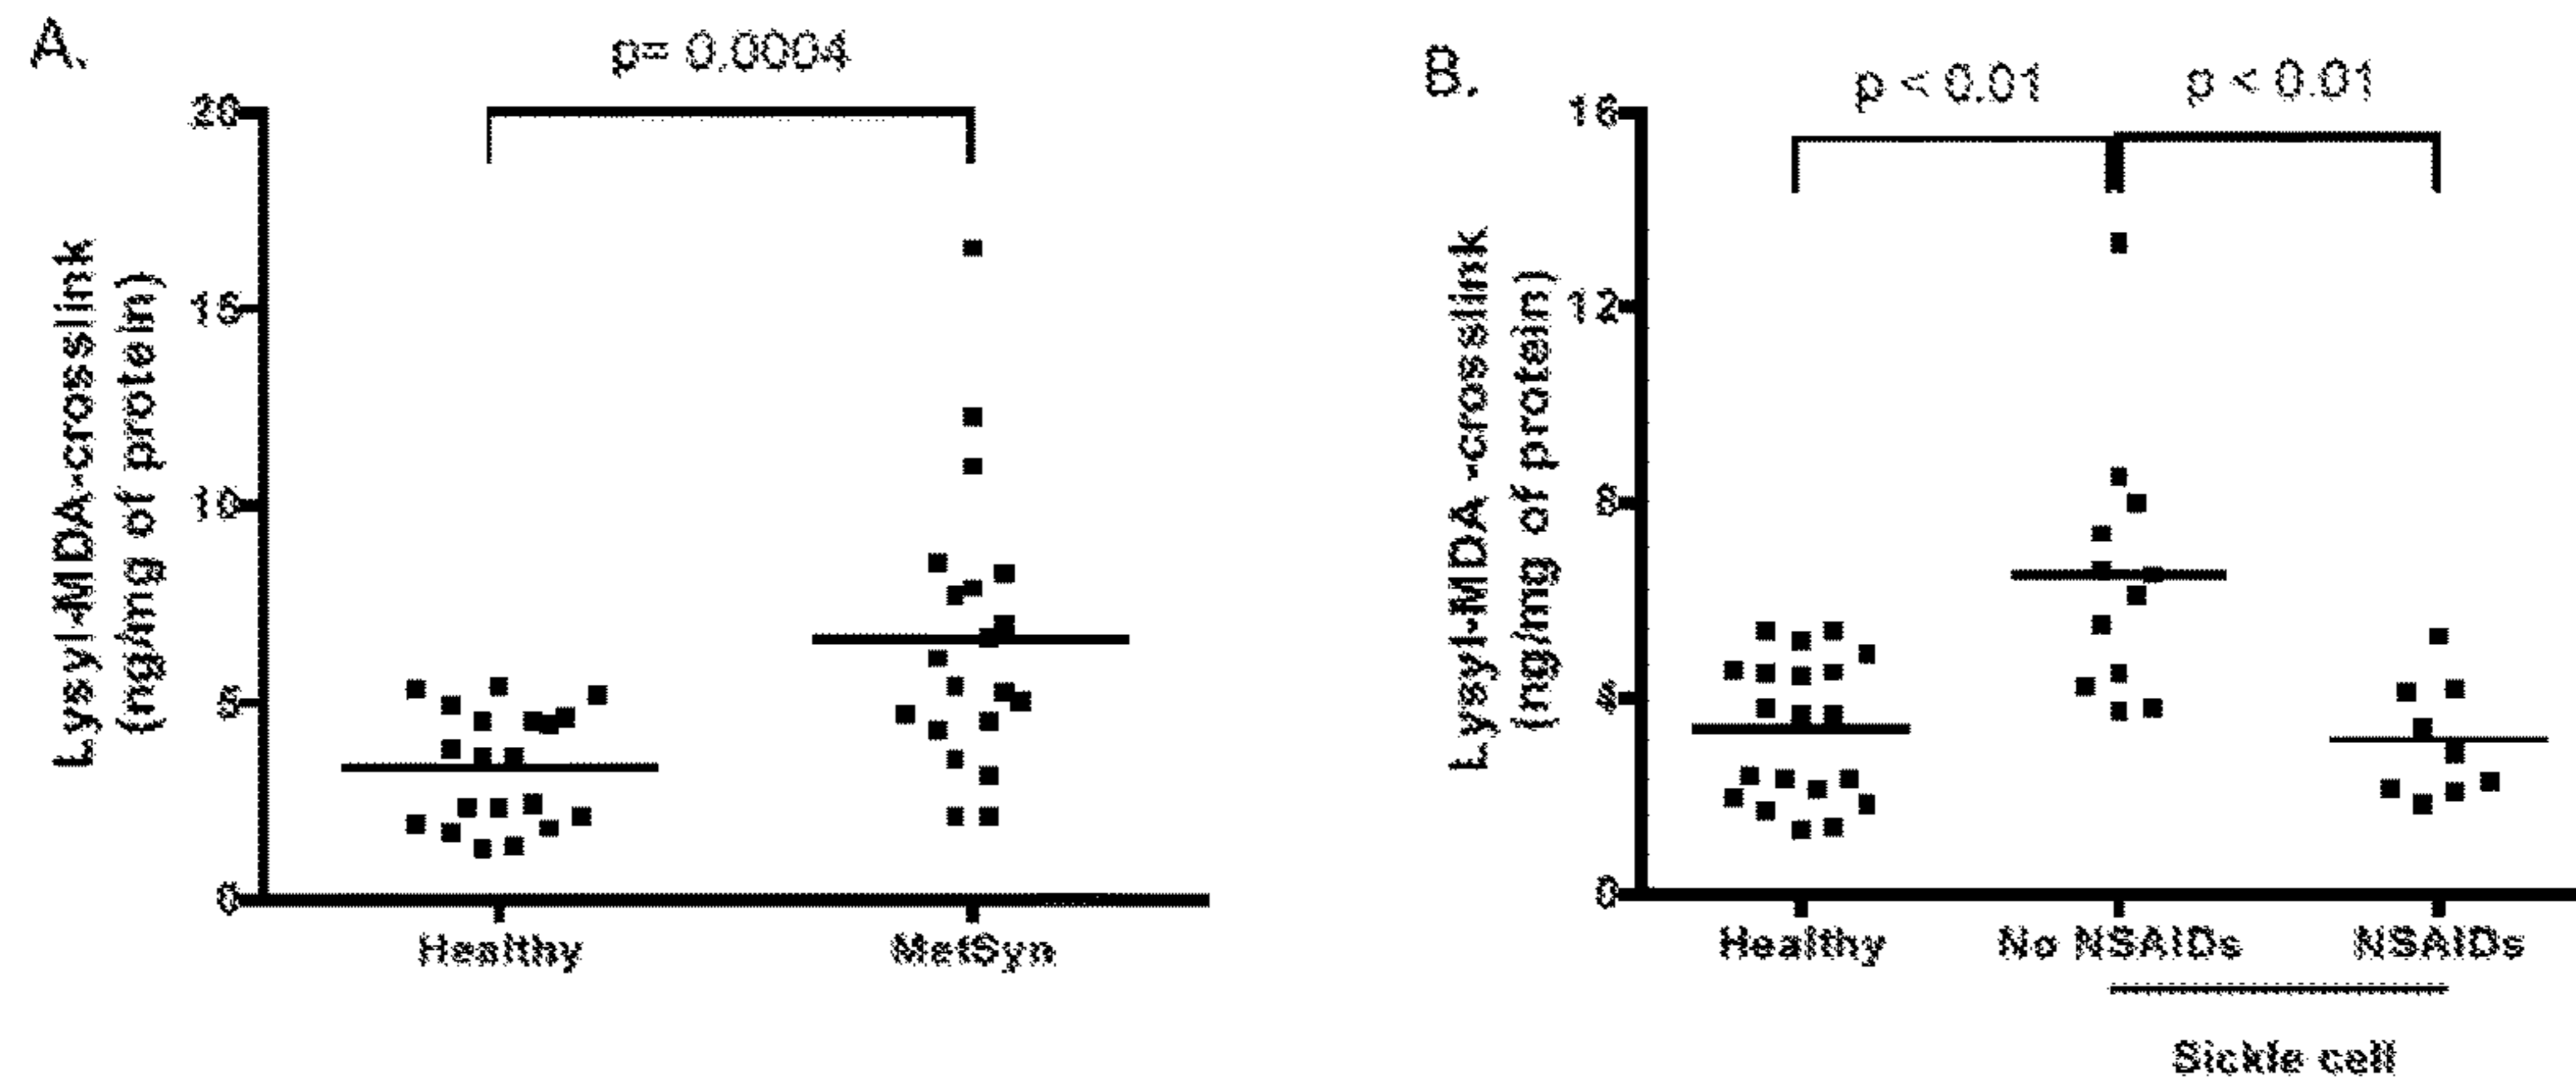 A.
p= 0.0004
20
15
10
5
0
Lysyl-MDA-crosslink
(ng/mg of protein)
Healthy
MetSyn
B.
p < 0.01
p < 0.01
16
12
8
4
0
Lysyl-MDA -crosslink
(ng/mg of protein)
Healthy
No NSAIDs
NSAIDs
Sickle cell